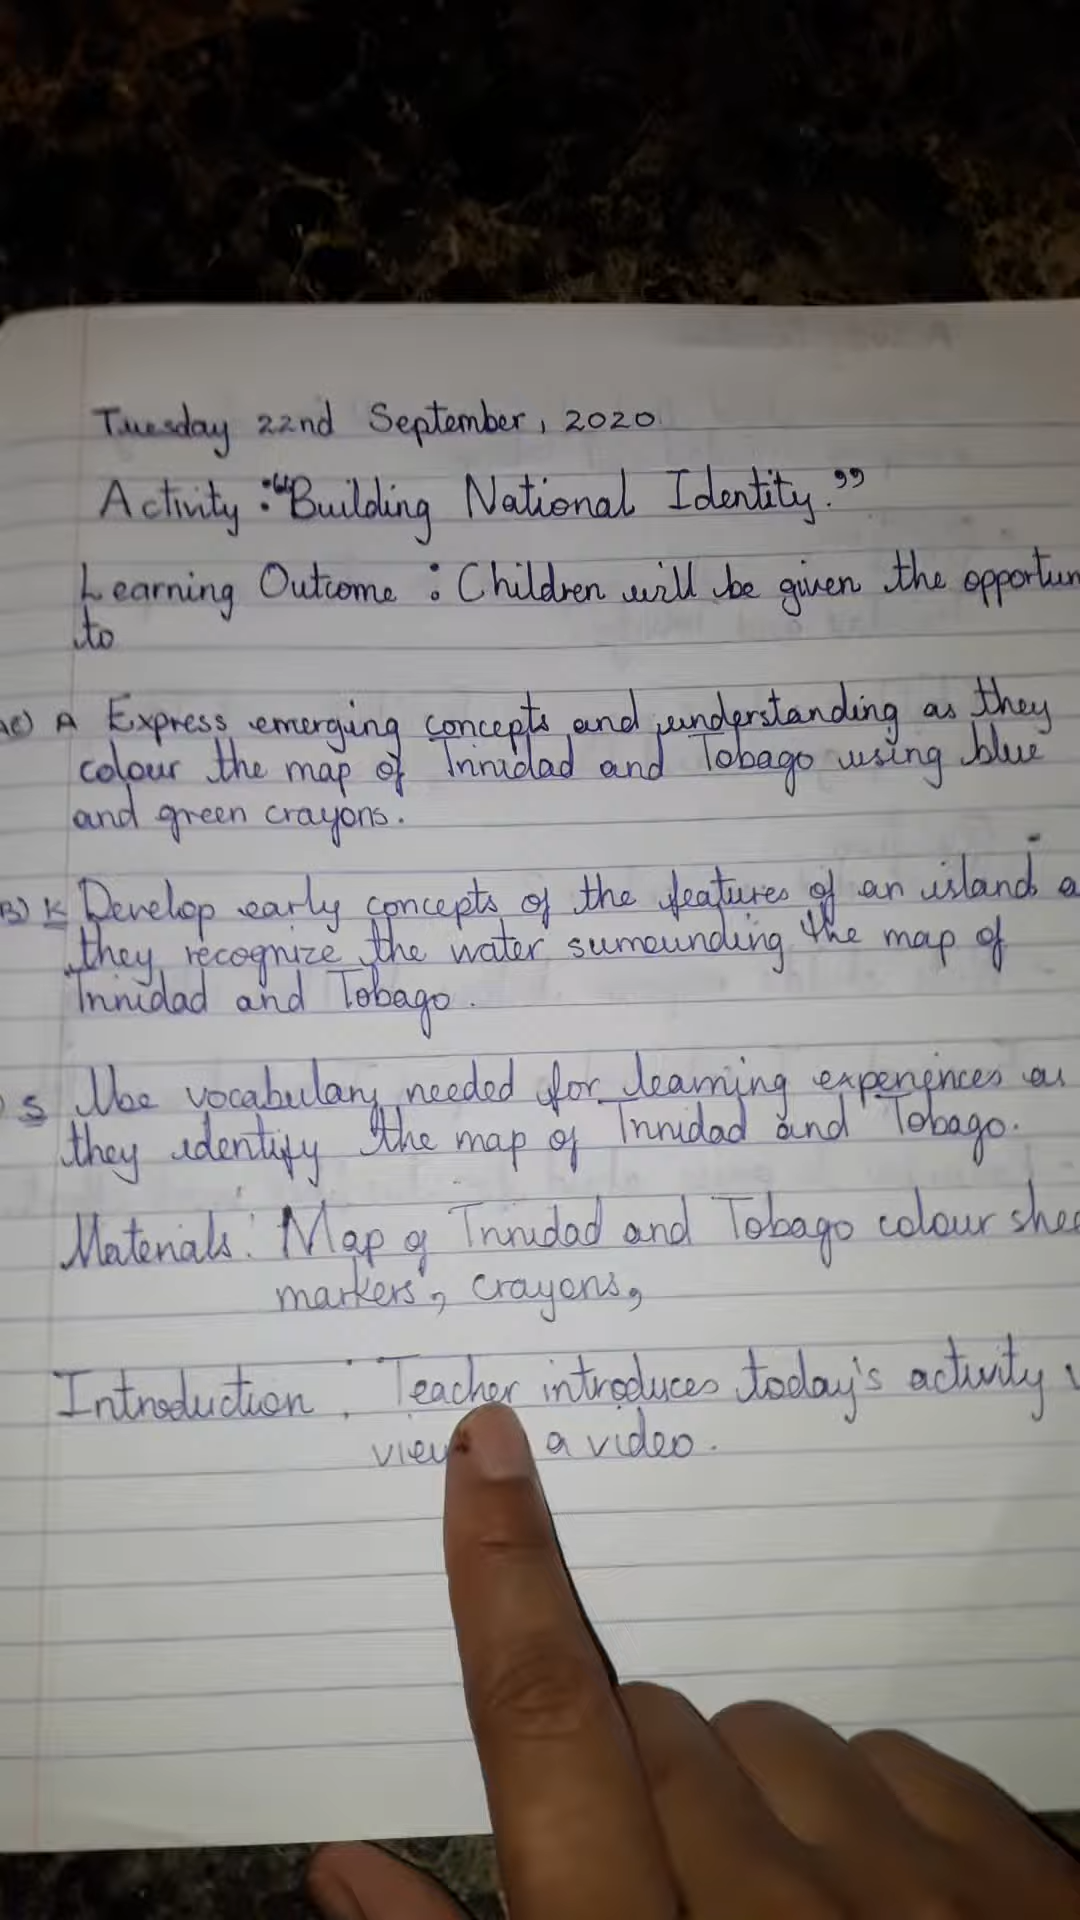 Tuesday 22nd September, 2020
Activity: "Building National Identity."
Learning Outcome: Children will be given the opportun
to
A Express emerging concepts and understanding as they
colour the map of Trinidad and Tobago using blue
and green crayons.
B) K Develop early concepts of the features of an island a
they recognize the water surrounding the map of
Trinidad and Tobago.
S Use vocabulary needed for learning experiences as
they identify the map of Trinidad and Tobago.
Materials: Map of Trinidad and Tobago colour shee
markers, crayons,
Introduction: Teacher introduces today's activity
view a video.